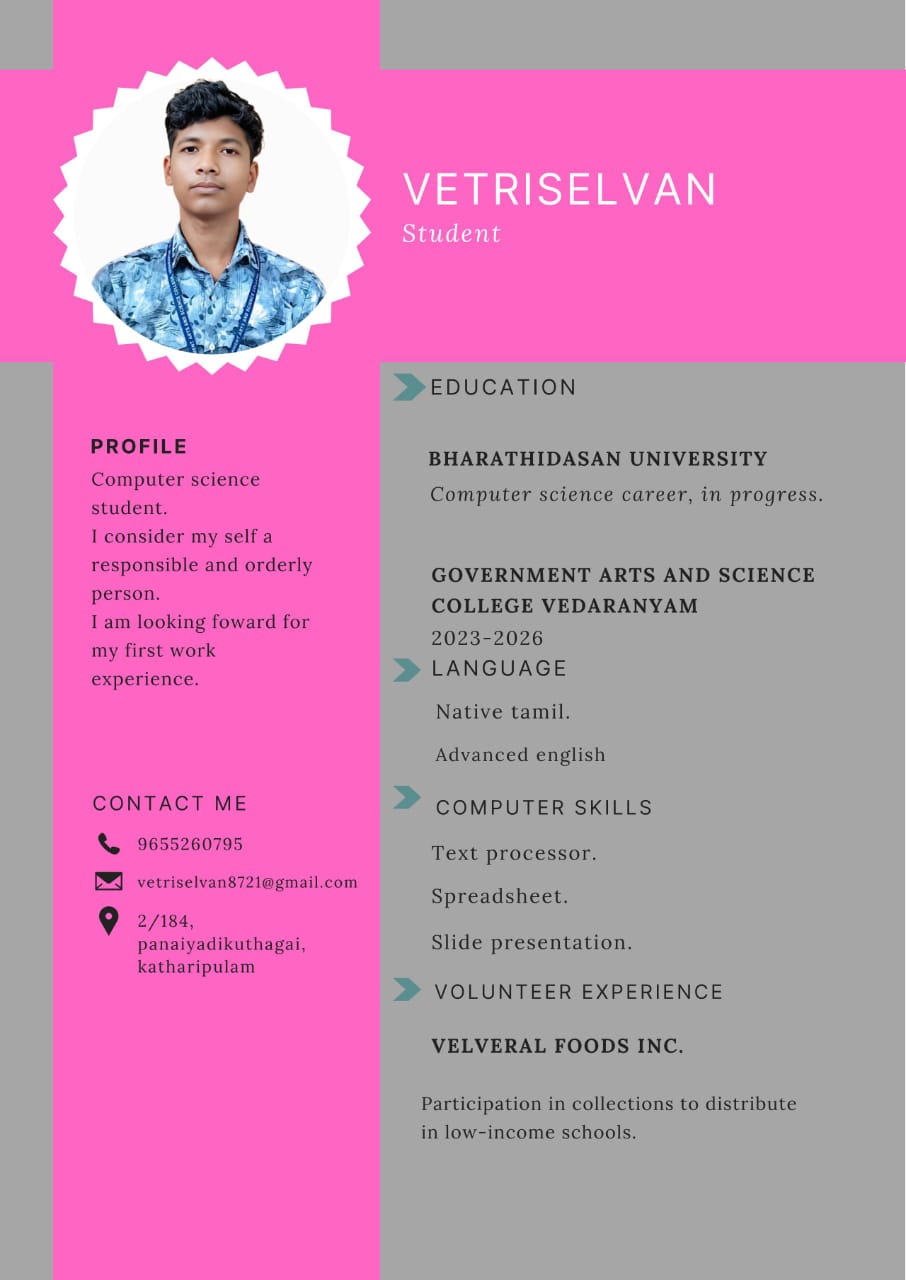 VETRISELVAN
Student
PROFILE
Computer science
student.
I consider my self a
responsible and orderly
person.
I am looking foward for
my first work
experience.
CONTACT ME
9655260795
vetriselvan8721@gmail.com
2/184,
panaiyadikuthagai,
katharipulam
EDUCATION
BHARATHIDASAN UNIVERSITY
Computer science career, in progress.
GOVERNMENT ARTS AND SCIENCE
COLLEGE VEDARANYAM
2023-2026
LANGUAGE
Native tamil.
Advanced english
COMPUTER SKILLS
Text processor.
Spreadsheet.
Slide presentation.
VOLUNTEER EXPERIENCE
VELVERAL FOODS INC.
Participation in collections to distribute
in low-income schools.